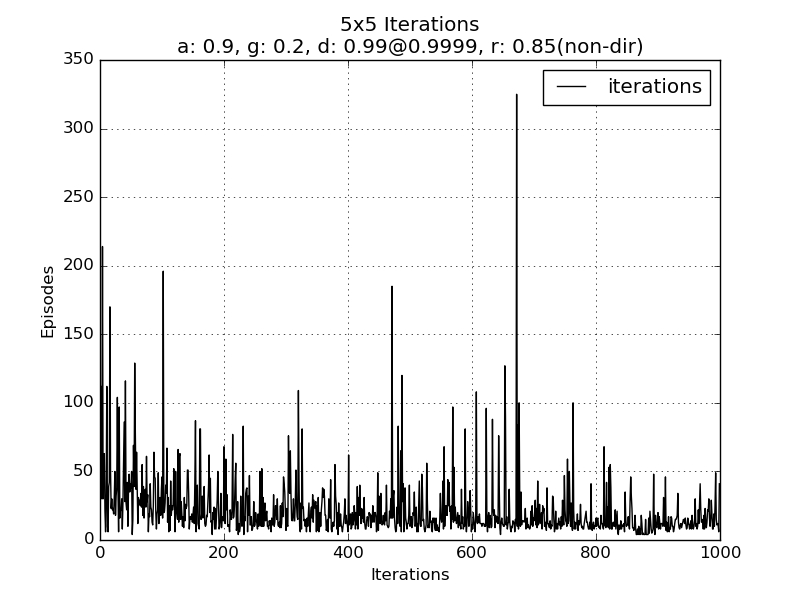 5x5 Iterations
a: 0.9, g: 0.2, d: 0.99@0.9999, r: 0.85(non-dir)
350
300
250
200
150
100
50
0
iterations
Episodes
0 200 400 600 800 1000
Iterations